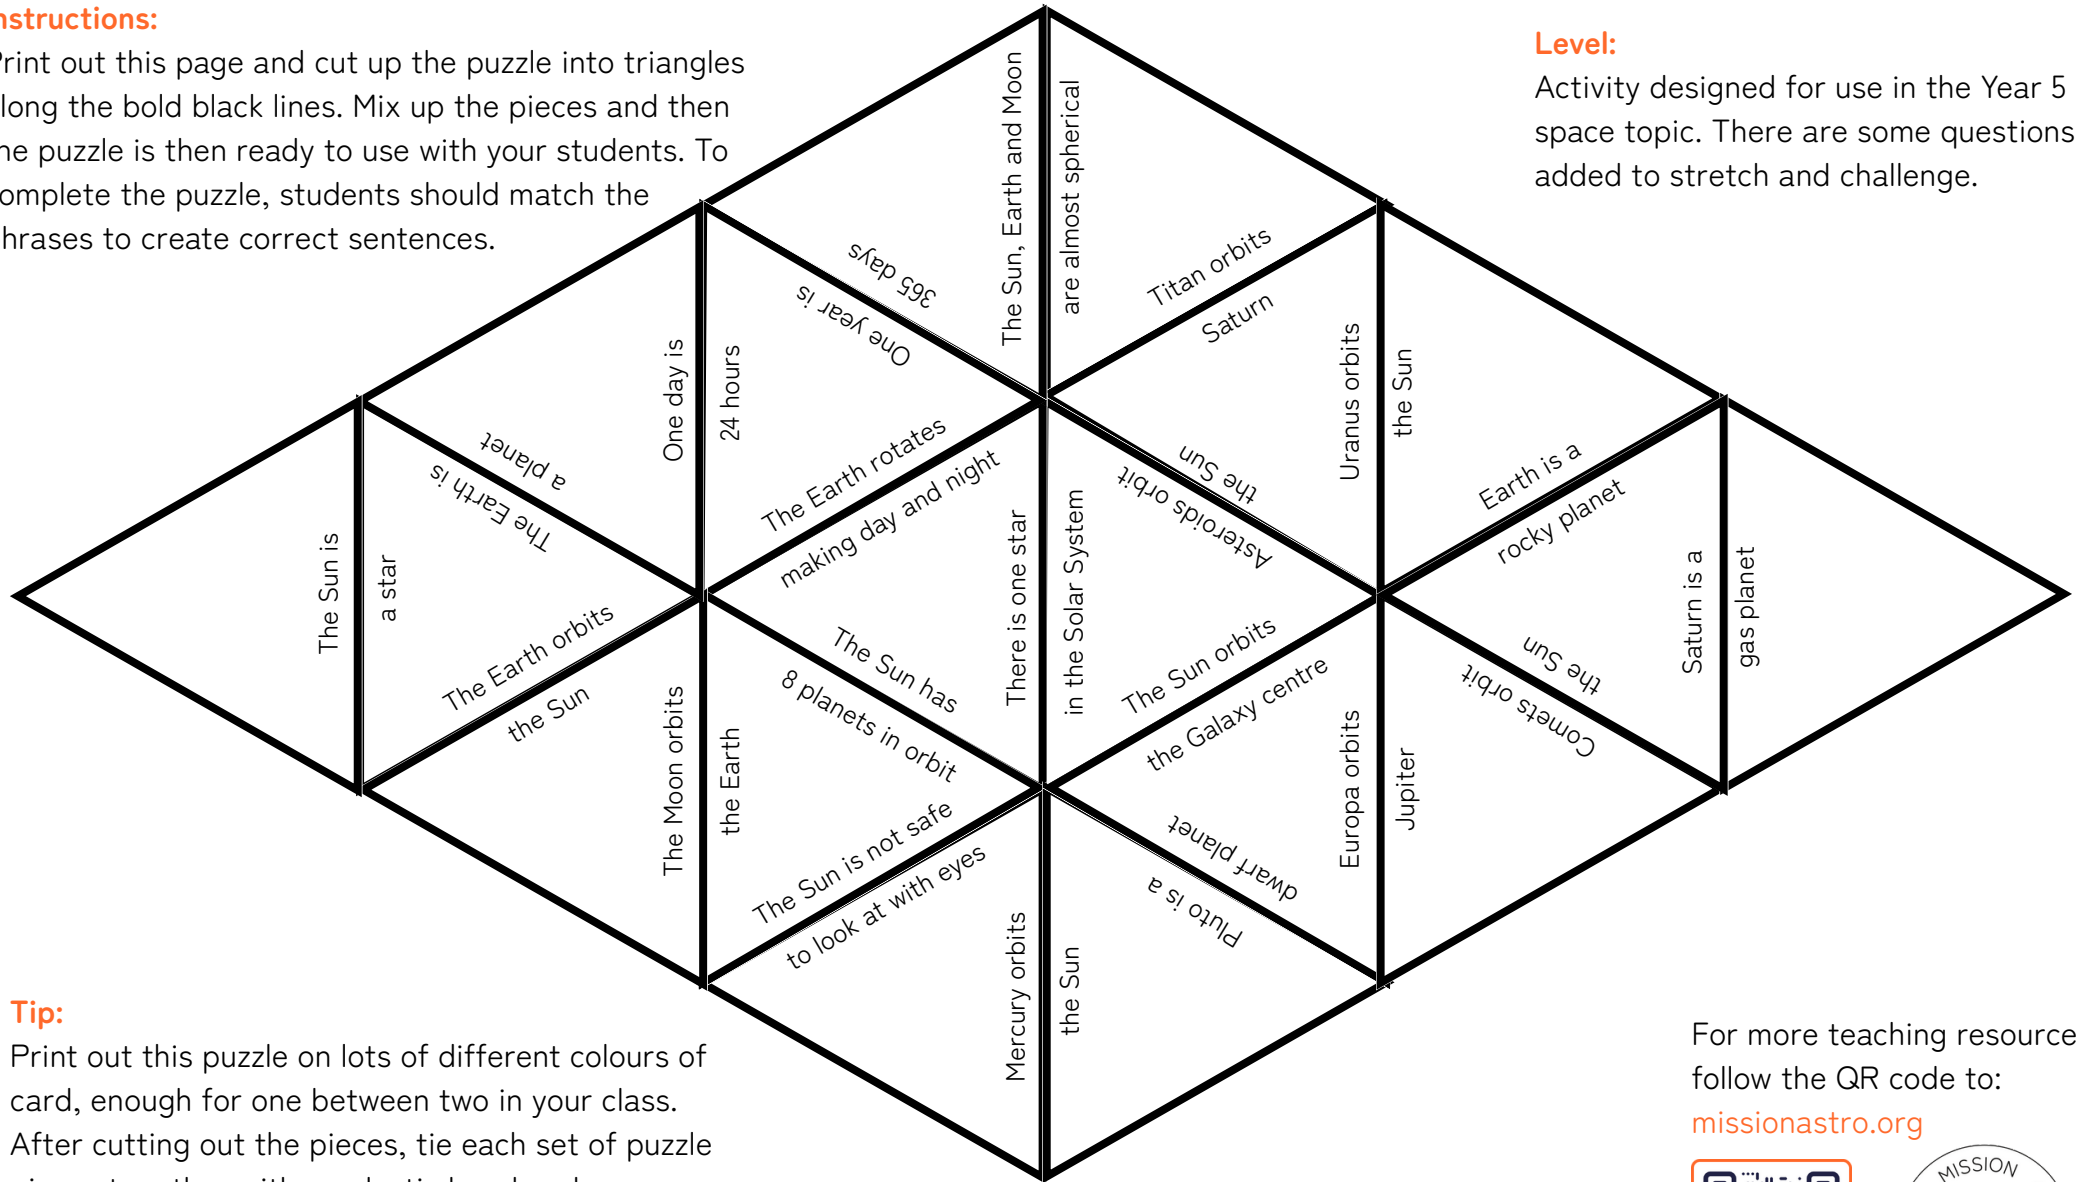 nstructions:
Print out this page and cut up the puzzle into triangles
long the bold black lines. Mix up the pieces and then
he puzzle is then ready to use with your students. To
omplete the puzzle, students should match the
hrases to create correct sentences.
Level:
Activity designed for use in the Year 5
space topic. There are some questions
added to stretch and challenge.
The Sun, Earth and Moon
are almost spherical
365 days
One year is
Titan orbits
Saturn
One day is
24 hours
Uranus orbits
the Sun
a planet
The Earth is
The Earth rotates
making day and night
the Sun
Asteroids orbit
Earth is a
rocky planet
The Sun is
a star
There is one star
in the Solar System
Saturn is a
gas planet
The Earth orbits
the Sun
The Sun has
8 planets in orbit
The Sun orbits
the Galaxy centre
the Sun
Comets orbit
The Moon orbits
the Earth
Europa orbits
Jupiter
The Sun is not safe
to look at with eyes
dwarf planet
Pluto is a
Mercury orbits
the Sun
Tip:
Print out this puzzle on lots of different colours of
card, enough for one between two in your class.
After cutting out the pieces, tie each set of puzzle
For more teaching resource
follow the QR code to:
missionastro.org
MISSION